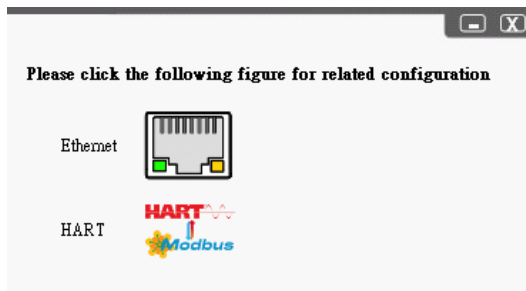 Please click the following figure for related configuration
Ethernet
HART
HART
Modbus